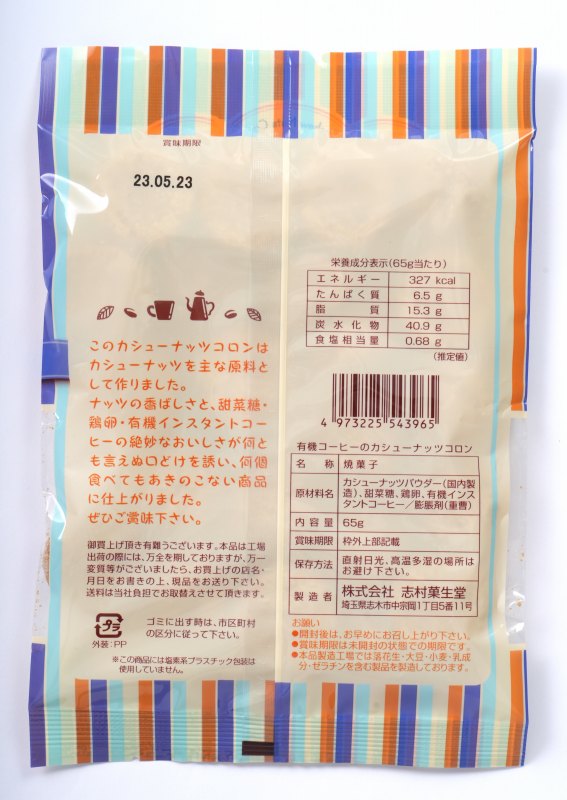 賞味期限
23.05.23
このカシューナッツコロンは
カシューナッツを主な原料と
して作りました。
ナッツの香ばしさと、甜菜糖・
鶏卵・有機インスタントコー
ヒーの絶妙なおいしさが何と
も言えぬ口どけを誘い、何個
食べてもあきのこない商品
に仕上がりました。
ぜひご賞味下さい。
御買上げ頂き有難うございます。本品は工場
出荷の際には、万全を期しておりますが、万一
変質等がございましたら、お買上げの店名・
月日をお書きの上、現品をお送り下さい。
送料は当社負担でお取替えさせて頂きます。
プラ
外装:PP
ゴミに出す時は、市区町村
の区分に従って下さい。
※この商品には塩素系プラスチック包装は
使用していません。
栄養成分表示(65g当たり)
エネルギー 327 kcal
たんぱく質 6.5 g
脂質 15.3 g
炭水化物 40.9 g
食塩相当量 0.68 g
(推定値)
4 973225 543965
有機コーヒーのカシューナッツコロン
名称 焼菓子
原材料名 カシューナッツパウダー(国内製
造)、甜菜糖、鶏卵、有機インス
タントコーヒー/膨脹剤(重曹)
内容量 65g
賞味期限 枠外上部記載
保存方法 直射日光、高温多湿の場所は
お避け下さい。
製造者 株式会社 志村菓生堂
埼玉県志木市中宗岡1丁目5番11号
お願い
●開封後は、お早めにお召し上がり下さい。
●賞味期限は未開封の状態での期限です。
●本品製造工場では落花生・大豆・小麦・乳成
分・ゼラチンを含む製品を製造しております。